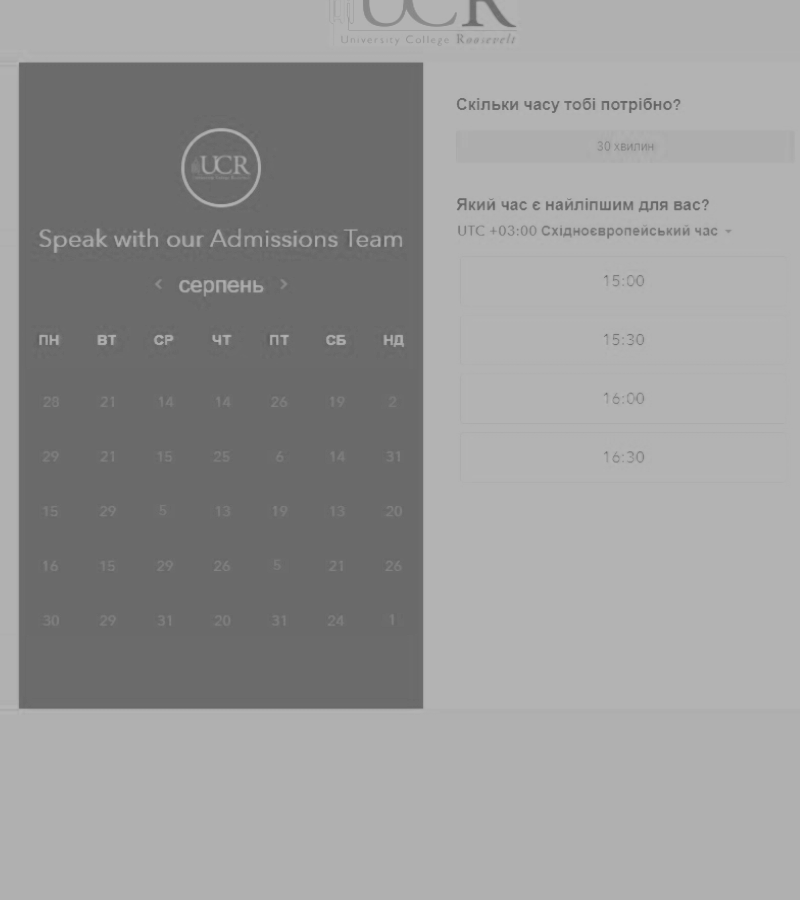 UCR
University College Roosevelt
UCR
Speak with our Admissions Team
< серпень >
ПН ВТ СР ЧТ ПТ СБ НД
28 21 14 14 26 19 2
29 21 15 25 6 14 31
15 29 5 13 19 13 20
16 15 29 26 5 21 26
30 29 31 20 31 24 1
Скільки часу тобі потрібно?
30 хвилин
Який час є найліпшим для вас?
UTC +03:00 Східноєвропейський час
15:00
15:30
16:00
16:30